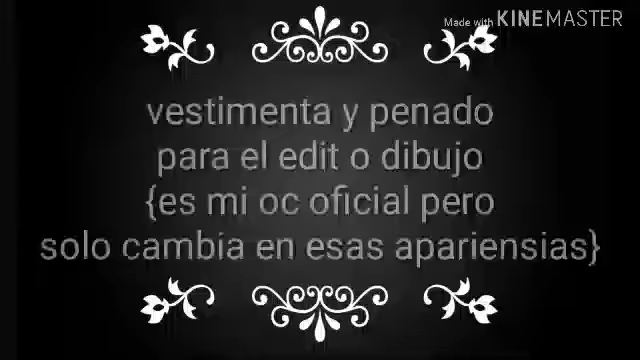 Made with KINEMASTER
vestimenta y penado
para el edit o dibujo
{es mi oc oficial pero
solo cambia en esas apariensias}